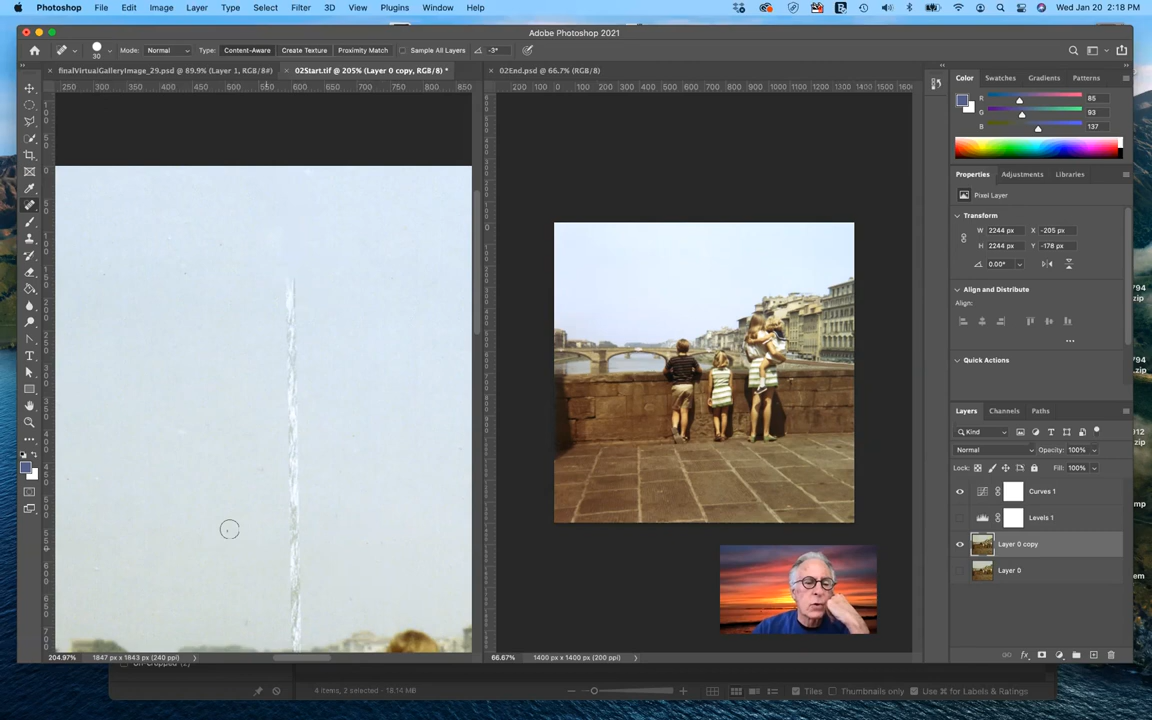 Photoshop File Edit Image Layer Type Select Filter 3D View Plugins Window Help Wed Jan 20 2:18 PM
Adobe Photoshop 2021
30 Mode: Normal Type: Content-Aware Create Texture Proximity Match Sample All Layers -3°
finalVirtualGalleryImage_29.psd @ 89.9% (Layer 1, RGB/8#) 02Start.tif @ 205% (Layer 0 copy, RGB/8) * 02End.psd @ 66.7% (RGB/8)
Color Swatches Gradients Patterns
R 85
G 93
B 137
Properties Adjustments Libraries
Pixel Layer
Transform
W 2244 px X -205 px
H 2244 px Y -178 px
0.00°
Align and Distribute
Align:
Quick Actions
Layers Channels Paths
Kind
Normal Opacity: 100%
Lock: Fill: 100%
Curves 1
Levels 1
Layer 0 copy
Layer 0
204.97% 1847 px x 1843 px (240 ppi) 66.67% 1400 px x 1400 px (200 ppi)
4 items, 2 selected - 18.14 MB Tiles Thumbnails only Use ⌘ for Labels & Ratings
794
.zip
794
.zip